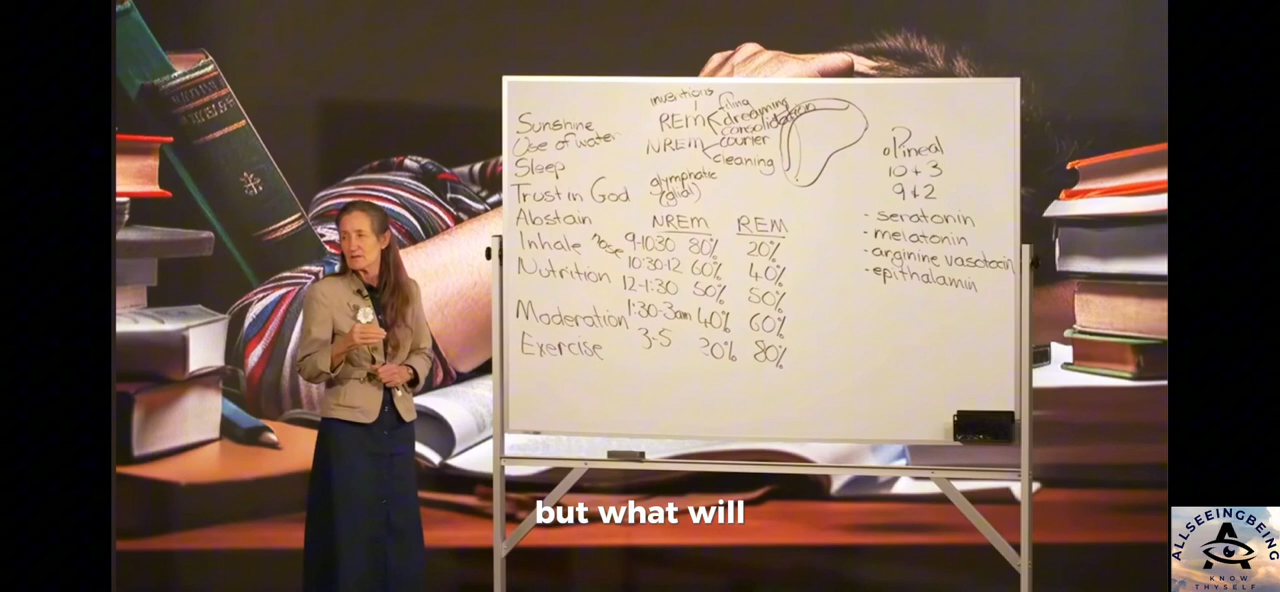 Sunshine
Use of water
Sleep
Trust in God
Abstain
Inhale nose
Nutrition
Moderation
Exercise
inventions
REM
filing
dreaming
consolidation
NREM
courier
cleaning
glymphatic
(glial)
NREM REM
9-1030 80% 20%
10:30-12 60% 40%
12-1:30 50% 50%
1:30-3am 40% 60%
3-5 20% 80%
Pineal
10+3
9+2
- seratonin
- melatonin
- arginine vasotocin
- epithalamin
but what will
ALLSEEINGBEING
KNOW
THYSELF